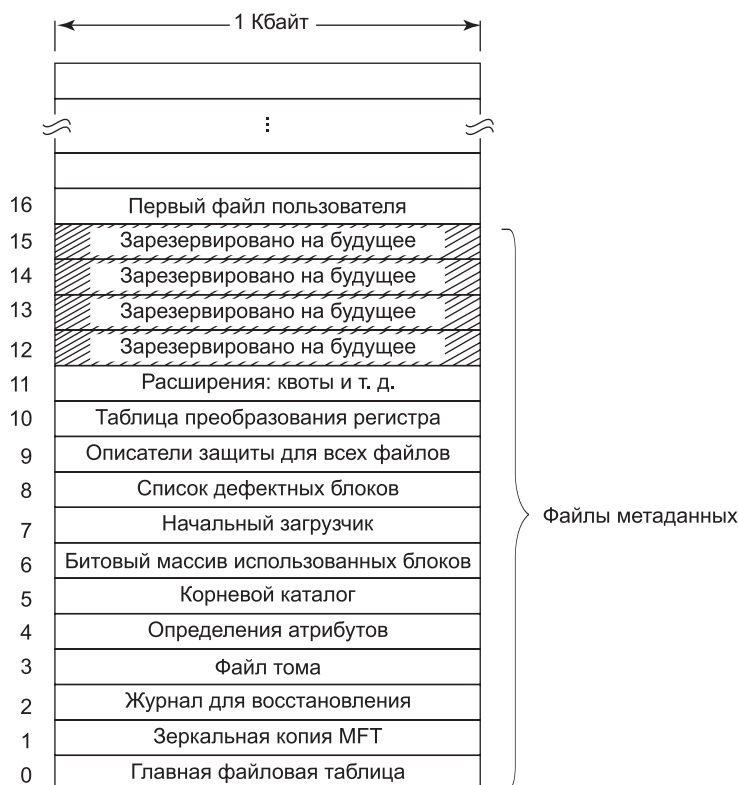 1 Кбайт
16 Первый файл пользователя
15 Зарезервировано на будущее
14 Зарезервировано на будущее
13 Зарезервировано на будущее
12 Зарезервировано на будущее
11 Расширения: квоты и т. д.
10 Таблица преобразования регистра
9 Описатели защиты для всех файлов
8 Список дефектных блоков
7 Начальный загрузчик
6 Битовый массив использованных блоков
5 Корневой каталог
4 Определения атрибутов
3 Файл тома
2 Журнал для восстановления
1 Зеркальная копия MFT
0 Главная файловая таблица
Файлы метаданных